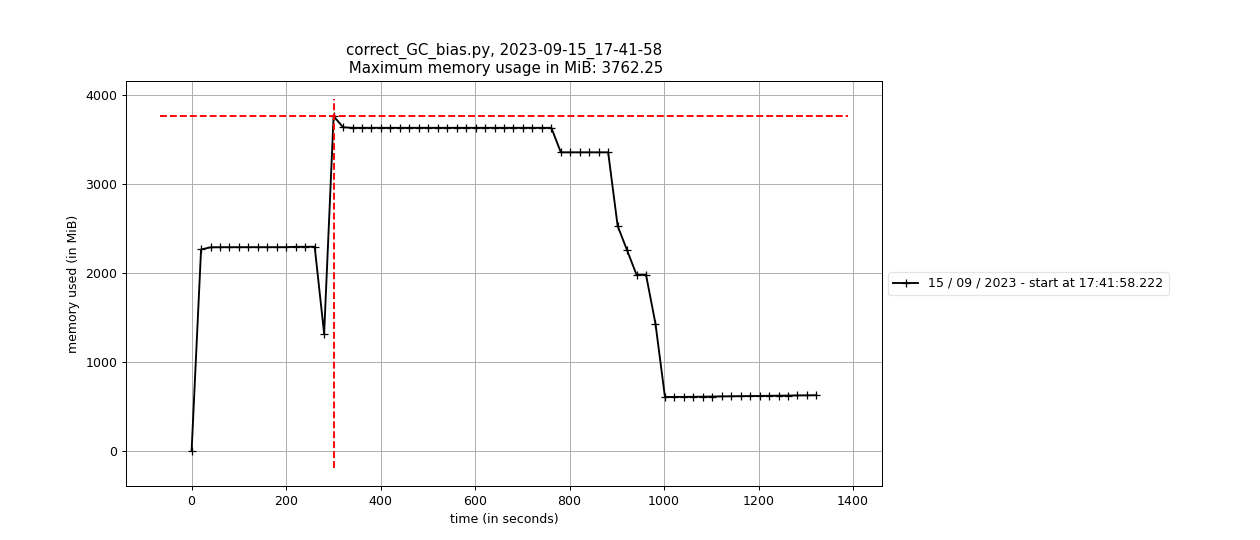 correct_GC_bias.py, 2023-09-15_17-41-58
Maximum memory usage in MiB: 3762.25
4000
3000
2000
1000
0
memory used (in MiB)
0 200 400 600 800 1000 1200 1400
time (in seconds)
15 / 09 / 2023 - start at 17:41:58.222